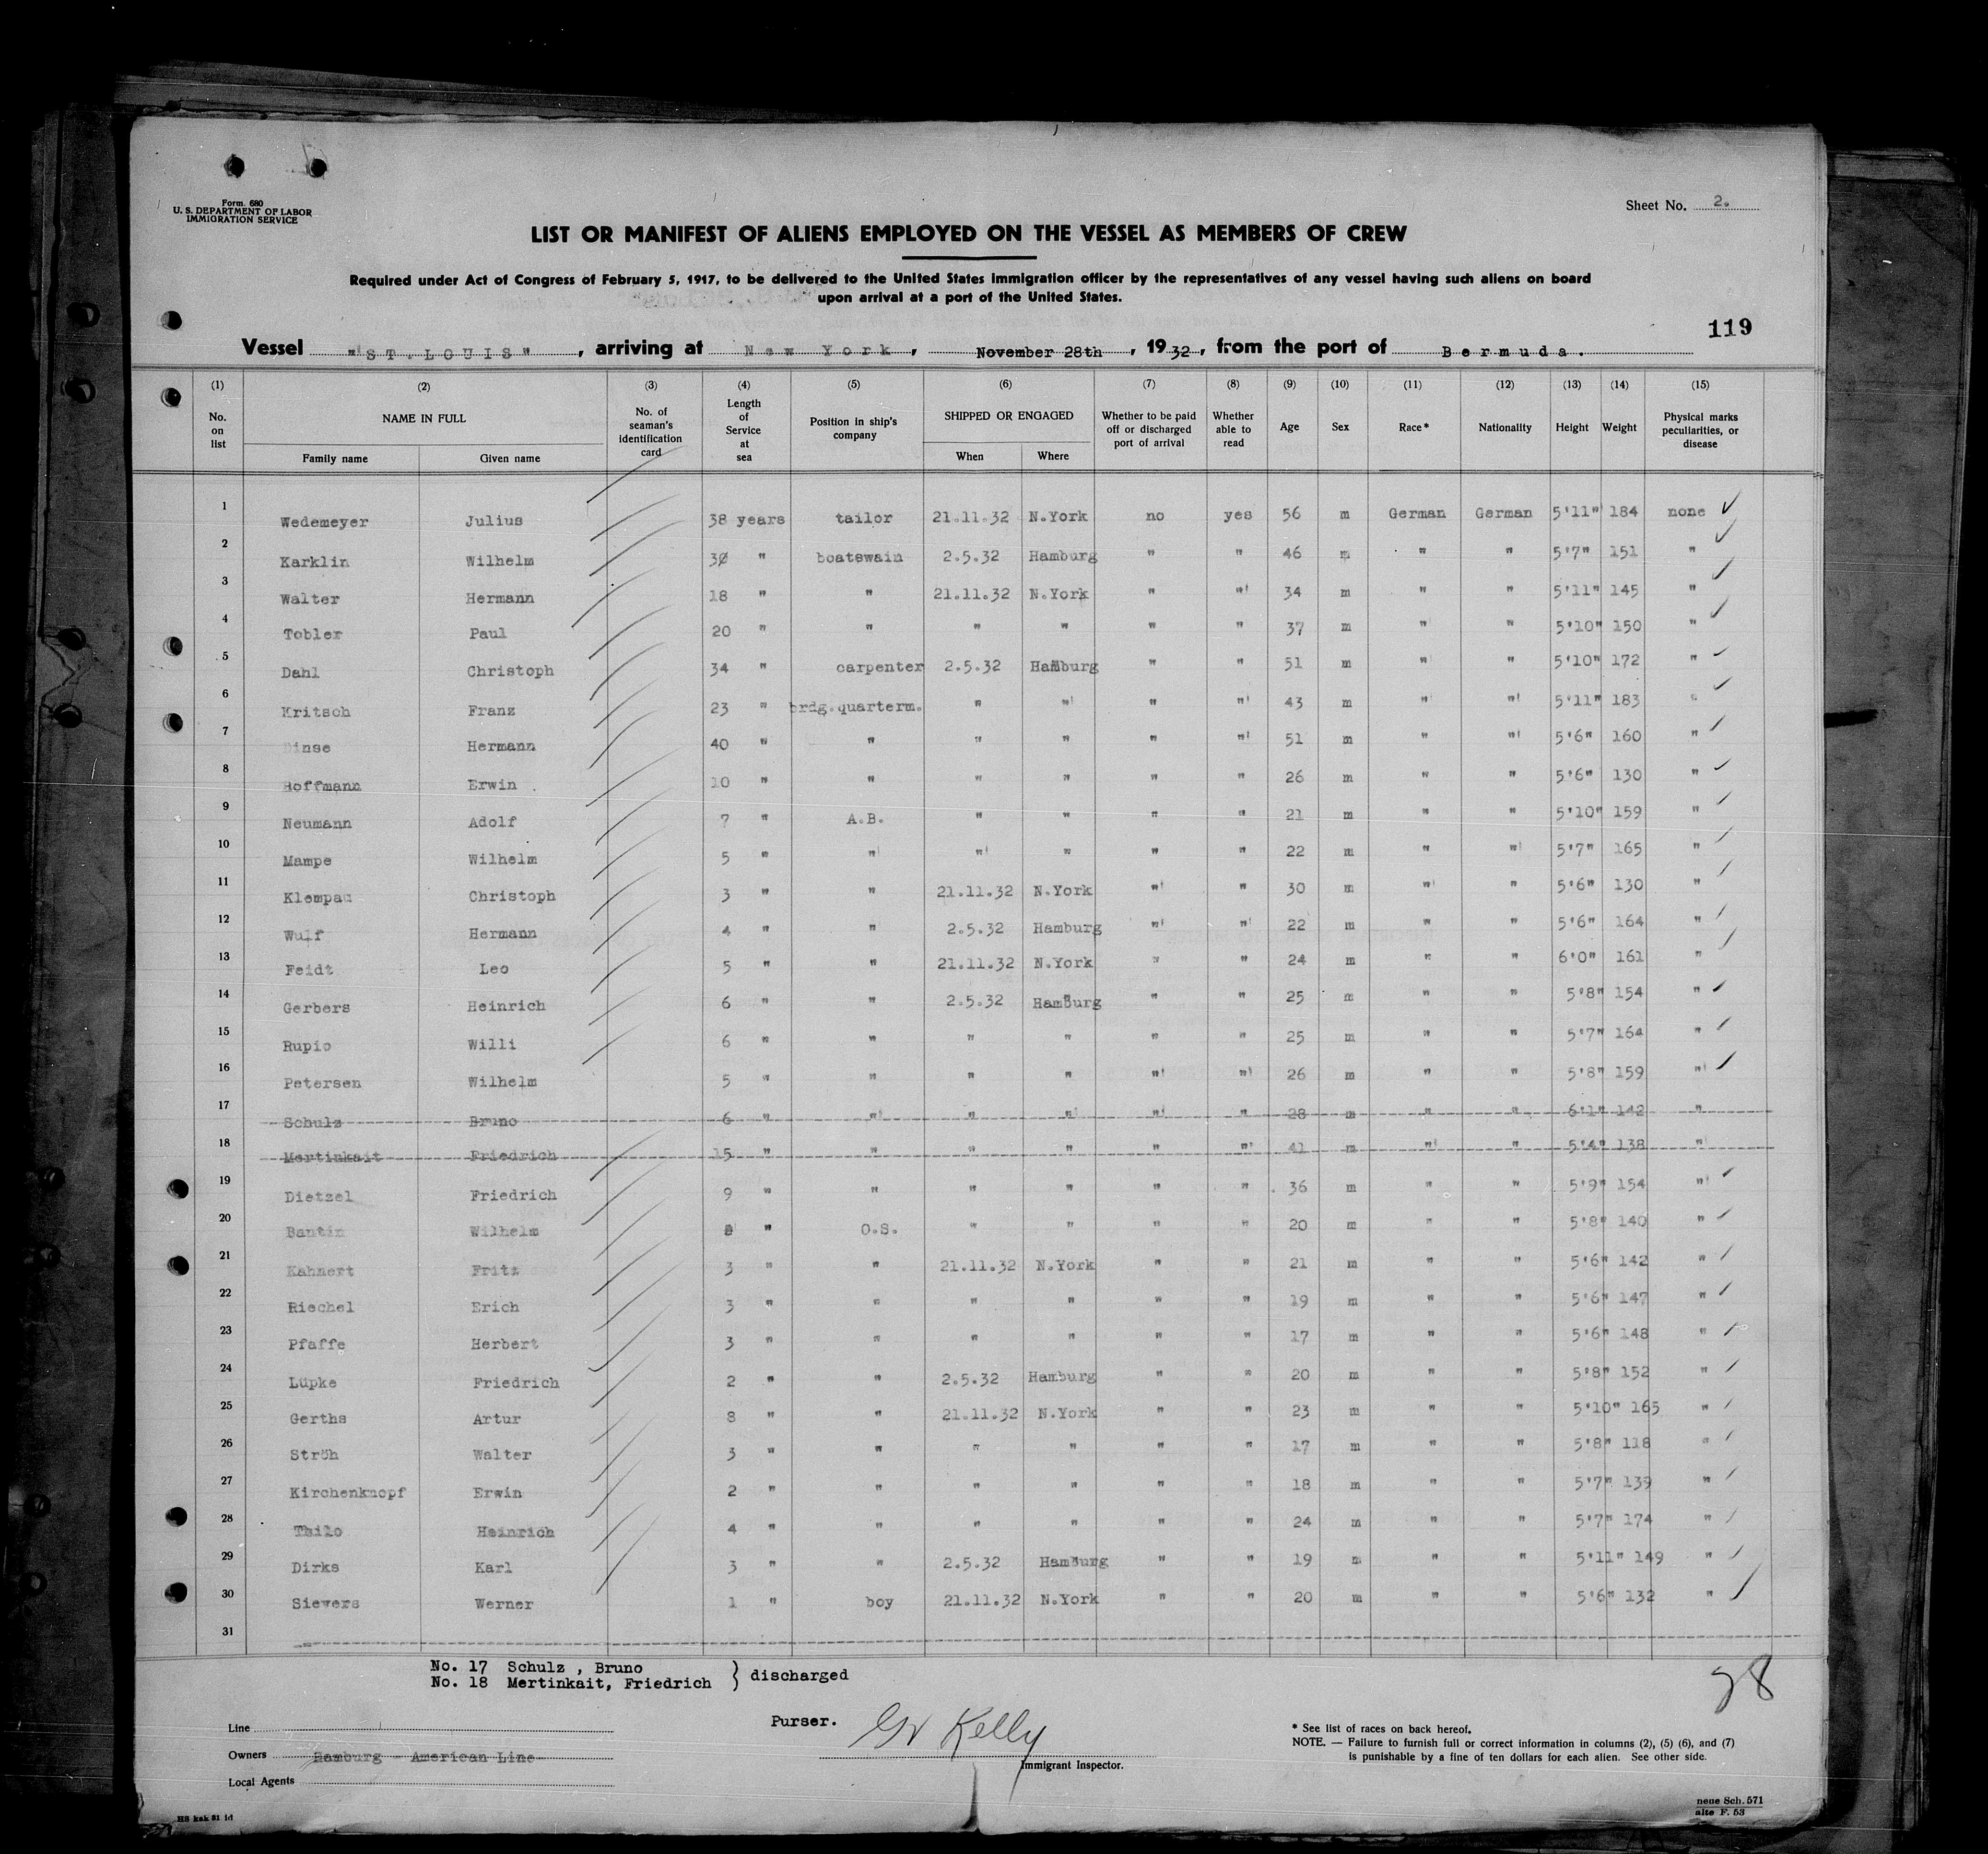 Form. 680
U. S. DEPARTMENT OF LABOR
IMMIGRATION SERVICE
Sheet No. 2.
LIST OR MANIFEST OF ALIENS EMPLOYED ON THE VESSEL AS MEMBERS OF CREW
Required under Act of Congress of February 5, 1917, to be delivered to the United States immigration officer by the representatives of any vessel having such aliens on board
upon arrival at a port of the United States.
119
Vessel "ST.LOUIS", arriving at New York, November 28th, 1932, from the port of Bermuda.
(1) (2) (3) (4) (5) (6) (7) (8) (9) (10) (11) (12) (13) (14) (15)
No. on list NAME IN FULL Family name Given name No. of seaman's identification card Length of Service at sea Position in ship's company SHIPPED OR ENGAGED When Where Whether to be paid off or discharged port of arrival Whether able to read Age Sex Race* Nationality Height Weight Physical marks peculiarities, or disease
1 Wedemeyer Julius 38 years tailor 21.11.32 N.York no yes 56 m German German 5'11" 184 none
2 Karklin Wilhelm 30 " boatswain 2.5.32 Hamburg " " 46 m " " 5'7" 151 "
3 Walter Hermann 18 " " 21.11.32 N.York " " 34 m " " 5'11" 145 "
4 Tobler Paul 20 " " " " " " 37 m " " 5'10" 150 "
5 Dahl Christoph 34 " carpenter 2.5.32 Hamburg " " 51 m " " 5'10" 172 "
6 Kritsch Franz 23 " brdg.quarterm. " " " " 43 m " " 5'11" 183 "
7 Dinse Hermann 40 " " " " " " 51 m " " 5'6" 160 "
8 Hoffmann Erwin 10 " " " " " " 26 m " " 5'6" 130 "
9 Neumann Adolf 7 " A.B. " " " " 21 m " " 5'10" 159 "
10 Mampe Wilhelm 5 " " " " " " 22 m " " 5'7" 165 "
11 Klempau Christoph 3 " " 21.11.32 N.York " " 30 m " " 5'6" 130 "
12 Wulf Hermann 4 " " 2.5.32 Hamburg " " 22 m " " 5'6" 164 "
13 Feidt Leo 5 " " 21.11.32 N.York " " 24 m " " 6'0" 161 "
14 Gerbers Heinrich 6 " " 2.5.32 Hamburg " " 25 m " " 5'8" 154 "
15 Rupio Willi 6 " " " " " " 25 m " " 5'7" 164 "
16 Petersen Wilhelm 5 " " " " " " 26 m " " 5'8" 159 "
17 Schulz Bruno 6 " " " " " " 28 m " " 6'1" 142 "
18 Mertinkait Friedrich 15 " " " " " " 41 m " " 5'4" 138 "
19 Dietzel Friedrich 9 " " " " " " 36 m " " 5'9" 154 "
20 Bantin Wilhelm " O.S. " " " " 20 m " " 5'8" 140 "
21 Kahnert Fritz 3 " " 21.11.32 N.York " " 21 m " " 5'6" 142 "
22 Riechel Erich 3 " " " " " " 19 m " " 5'6" 147 "
23 Pfaffe Herbert 3 " " " " " " 17 m " " 5'6" 148 "
24 Lüpke Friedrich 2 " " 2.5.32 Hamburg " " 20 m " " 5'8" 152 "
25 Gerths Artur 8 " " 21.11.32 N.York " " 23 m " " 5'10" 165 "
26 Ströh Walter 3 " " " " " " 17 m " " 5'8" 118 "
27 Kirchenknopf Erwin 2 " " " " " " 18 m " " 5'7" 139 "
28 Thilo Heinrich 4 " " " " " " 24 m " " 5'7" 174 "
29 Dirks Karl 3 " " 2.5.32 Hamburg " " 19 m " " 5'11" 149 "
30 Sievers Werner 1 " boy 21.11.32 N.York " " 20 m " " 5'6" 132 "
31
No. 17 Schulz , Bruno
No. 18 Mertinkait, Friedrich } discharged
28
Purser. GW Kelly
Immigrant Inspector.
Line
Owners Hamburg - American Line
Local Agents
* See list of races on back hereof.
NOTE. — Failure to furnish full or correct information in columns (2), (5) (6), and (7)
is punishable by a fine of ten dollars for each alien. See other side.
neue Sch. 571
alte F. 53
HS kak 81 1d